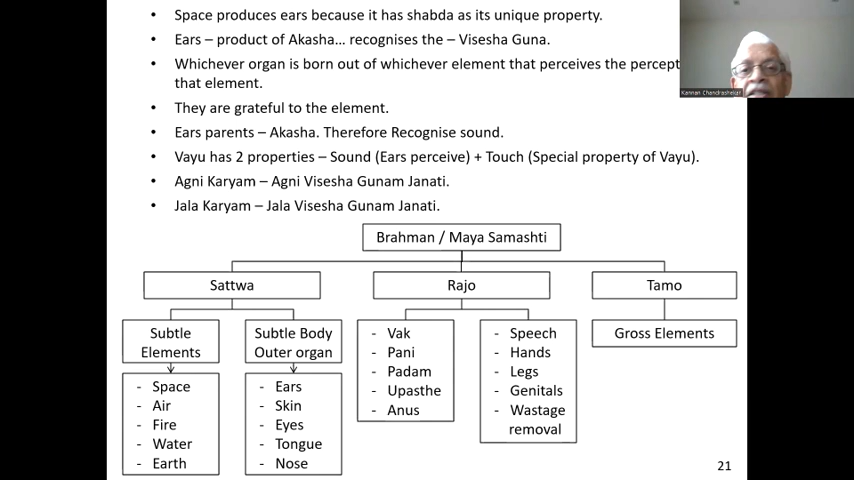 • Space produces ears because it has shabda as its unique property.
• Ears – product of Akasha… recognises the – Visesha Guna.
• Whichever organ is born out of whichever element that perceives the percept
that element.
• They are grateful to the element.
• Ears parents – Akasha. Therefore Recognise sound.
• Vayu has 2 properties – Sound (Ears perceive) + Touch (Special property of Vayu).
• Agni Karyam – Agni Visesha Gunam Janati.
• Jala Karyam – Jala Visesha Gunam Janati.
Kannan Chandrashekar
Brahman / Maya Samashti
Sattwa
Rajo
Tamo
Subtle
Elements
Subtle Body
Outer organ
- Vak
- Pani
- Padam
- Upasthe
- Anus
- Speech
- Hands
- Legs
- Genitals
- Wastage
removal
Gross Elements
- Space
- Air
- Fire
- Water
- Earth
- Ears
- Skin
- Eyes
- Tongue
- Nose
21